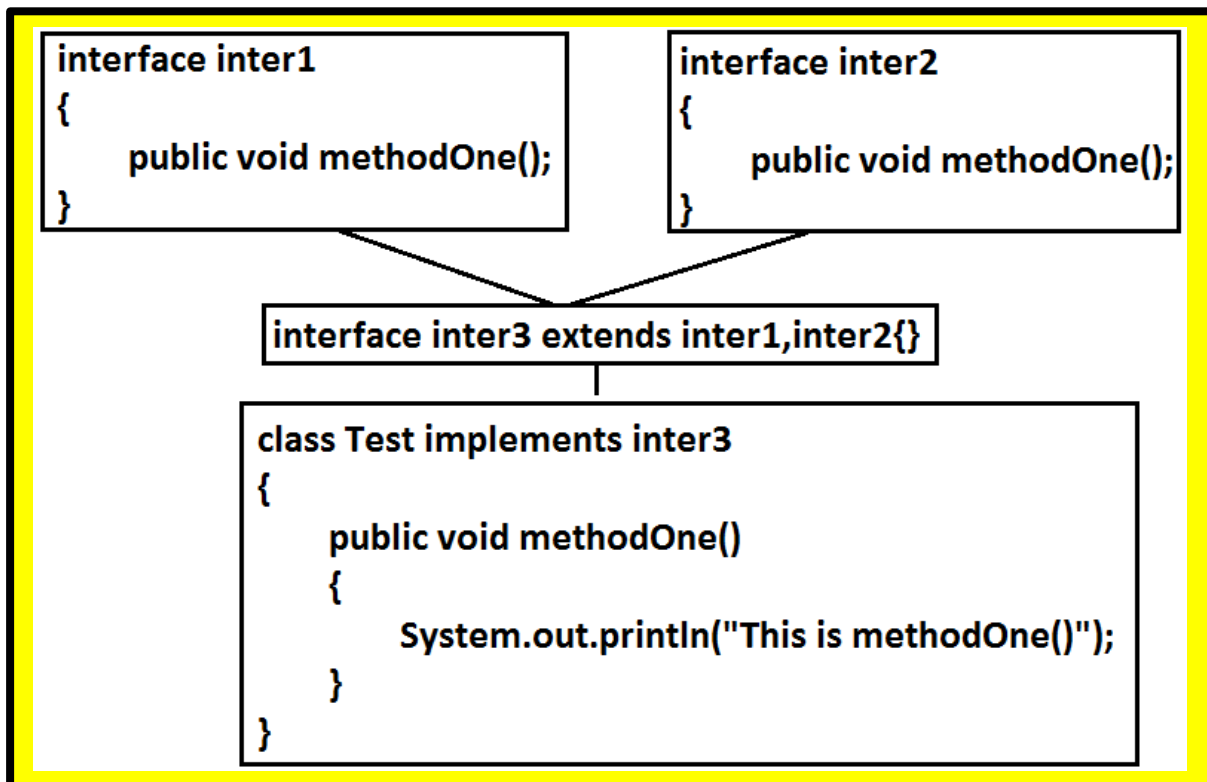 interface inter1
{
public void methodOne();
}
interface inter2
{
public void methodOne();
}
interface inter3 extends inter1,inter2{}
class Test implements inter3
{
public void methodOne()
{
System.out.println("This is methodOne()");
}
}